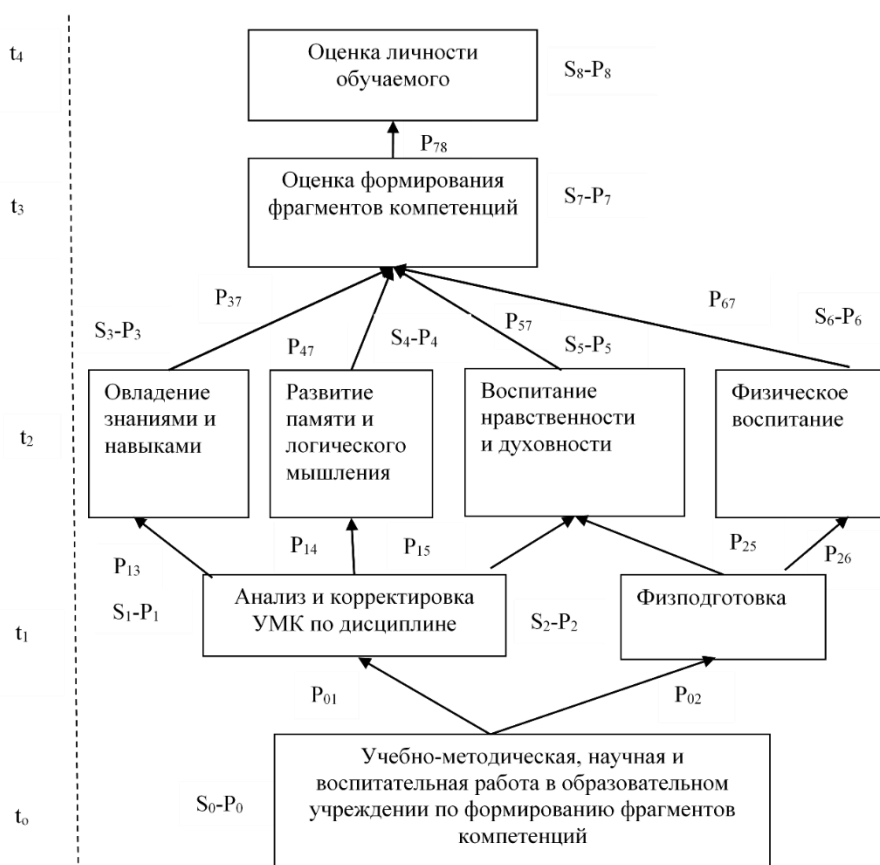 t₄
Оценка личности
обучаемого
S₈-P₈
P₇₈
t₃
Оценка формирования
фрагментов компетенций
S₇-P₇
P₃₇
P₄₇
P₅₇
P₆₇
S₃-P₃
S₄-P₄
S₅-P₅
S₆-P₆
t₂
Овладение
знаниями и
навыками
Развитие
памяти и
логического
мышления
Воспитание
нравственности
и духовности
Физическое
воспитание
P₁₃
P₁₄
P₁₅
P₂₅
P₂₆
t₁
S₁-P₁
Анализ и корректировка
УМК по дисциплине
S₂-P₂
Физподготовка
P₀₁
P₀₂
tₒ
S₀-P₀
Учебно-методическая, научная и
воспитательная работа в образовательном
учреждении по формированию фрагментов
компетенций